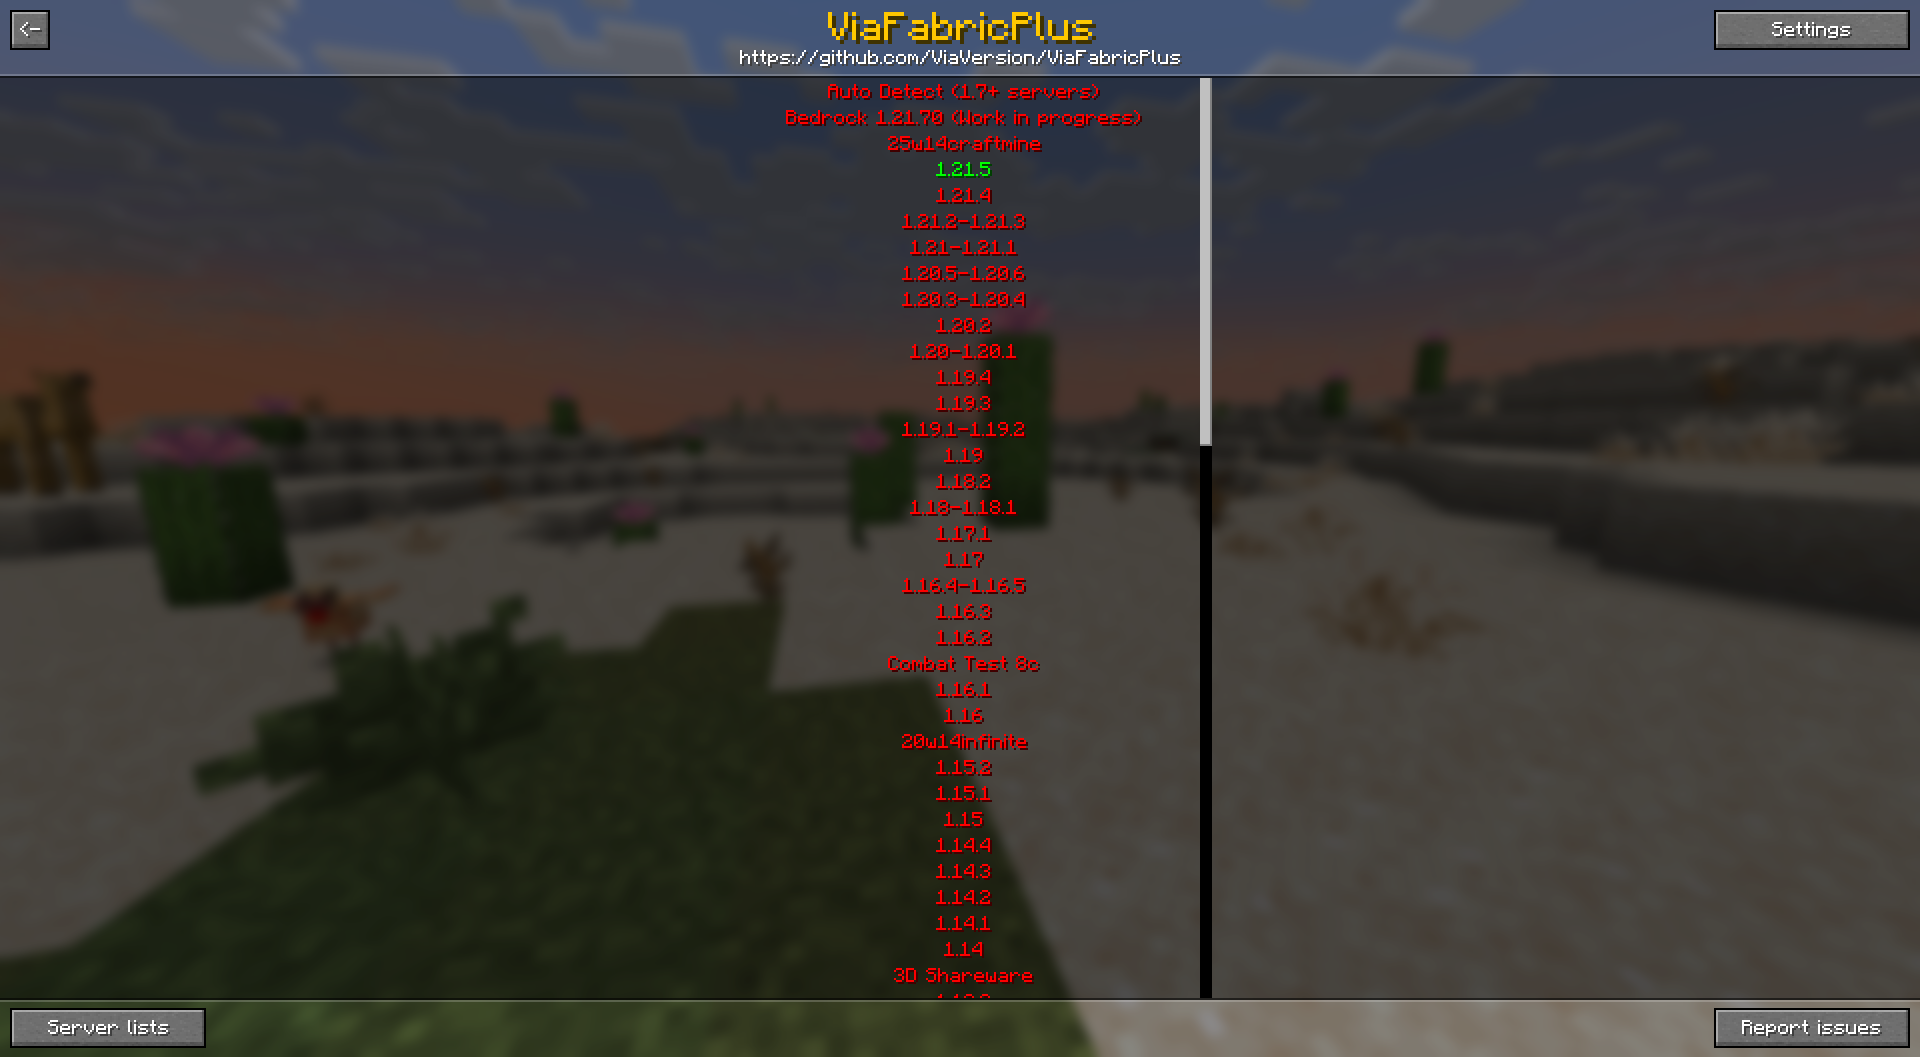 <-
ViaFabricPlus
Settings
https://github.com/ViaVersion/ViaFabricPlus
Auto Detect (1.7+ servers)
Bedrock 1.21.70 (Work in progress)
25w14craftmine
1.21.5
1.21.4
1.21.2-1.21.3
1.21-1.21.1
1.20.5-1.20.6
1.20.3-1.20.4
1.20.2
1.20-1.20.1
1.19.4
1.19.3
1.19.1-1.19.2
1.19
1.18.2
1.18-1.18.1
1.17.1
1.17
1.16.4-1.16.5
1.16.3
1.16.2
Combat Test 8c
1.16.1
1.16
20w14infinite
1.15.2
1.15.1
1.15
1.14.4
1.14.3
1.14.2
1.14.1
1.14
3D Shareware
Server lists
Report issues